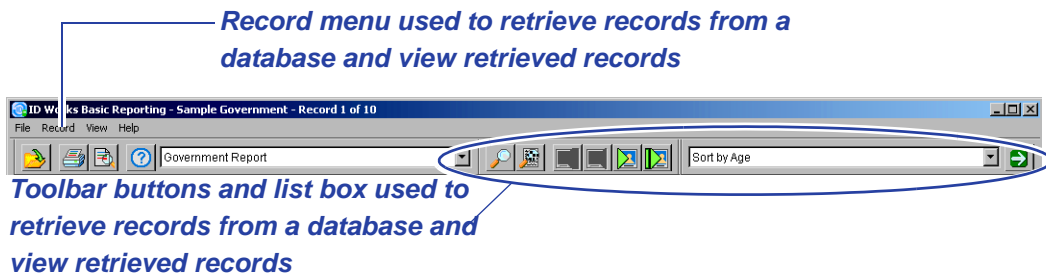 Record menu used to retrieve records from a
database and view retrieved records
ID Works Basic Reporting - Sample Government - Record 1 of 10
File Record View Help
Government Report
Sort by Age
Toolbar buttons and list box used to
retrieve records from a database and
view retrieved records